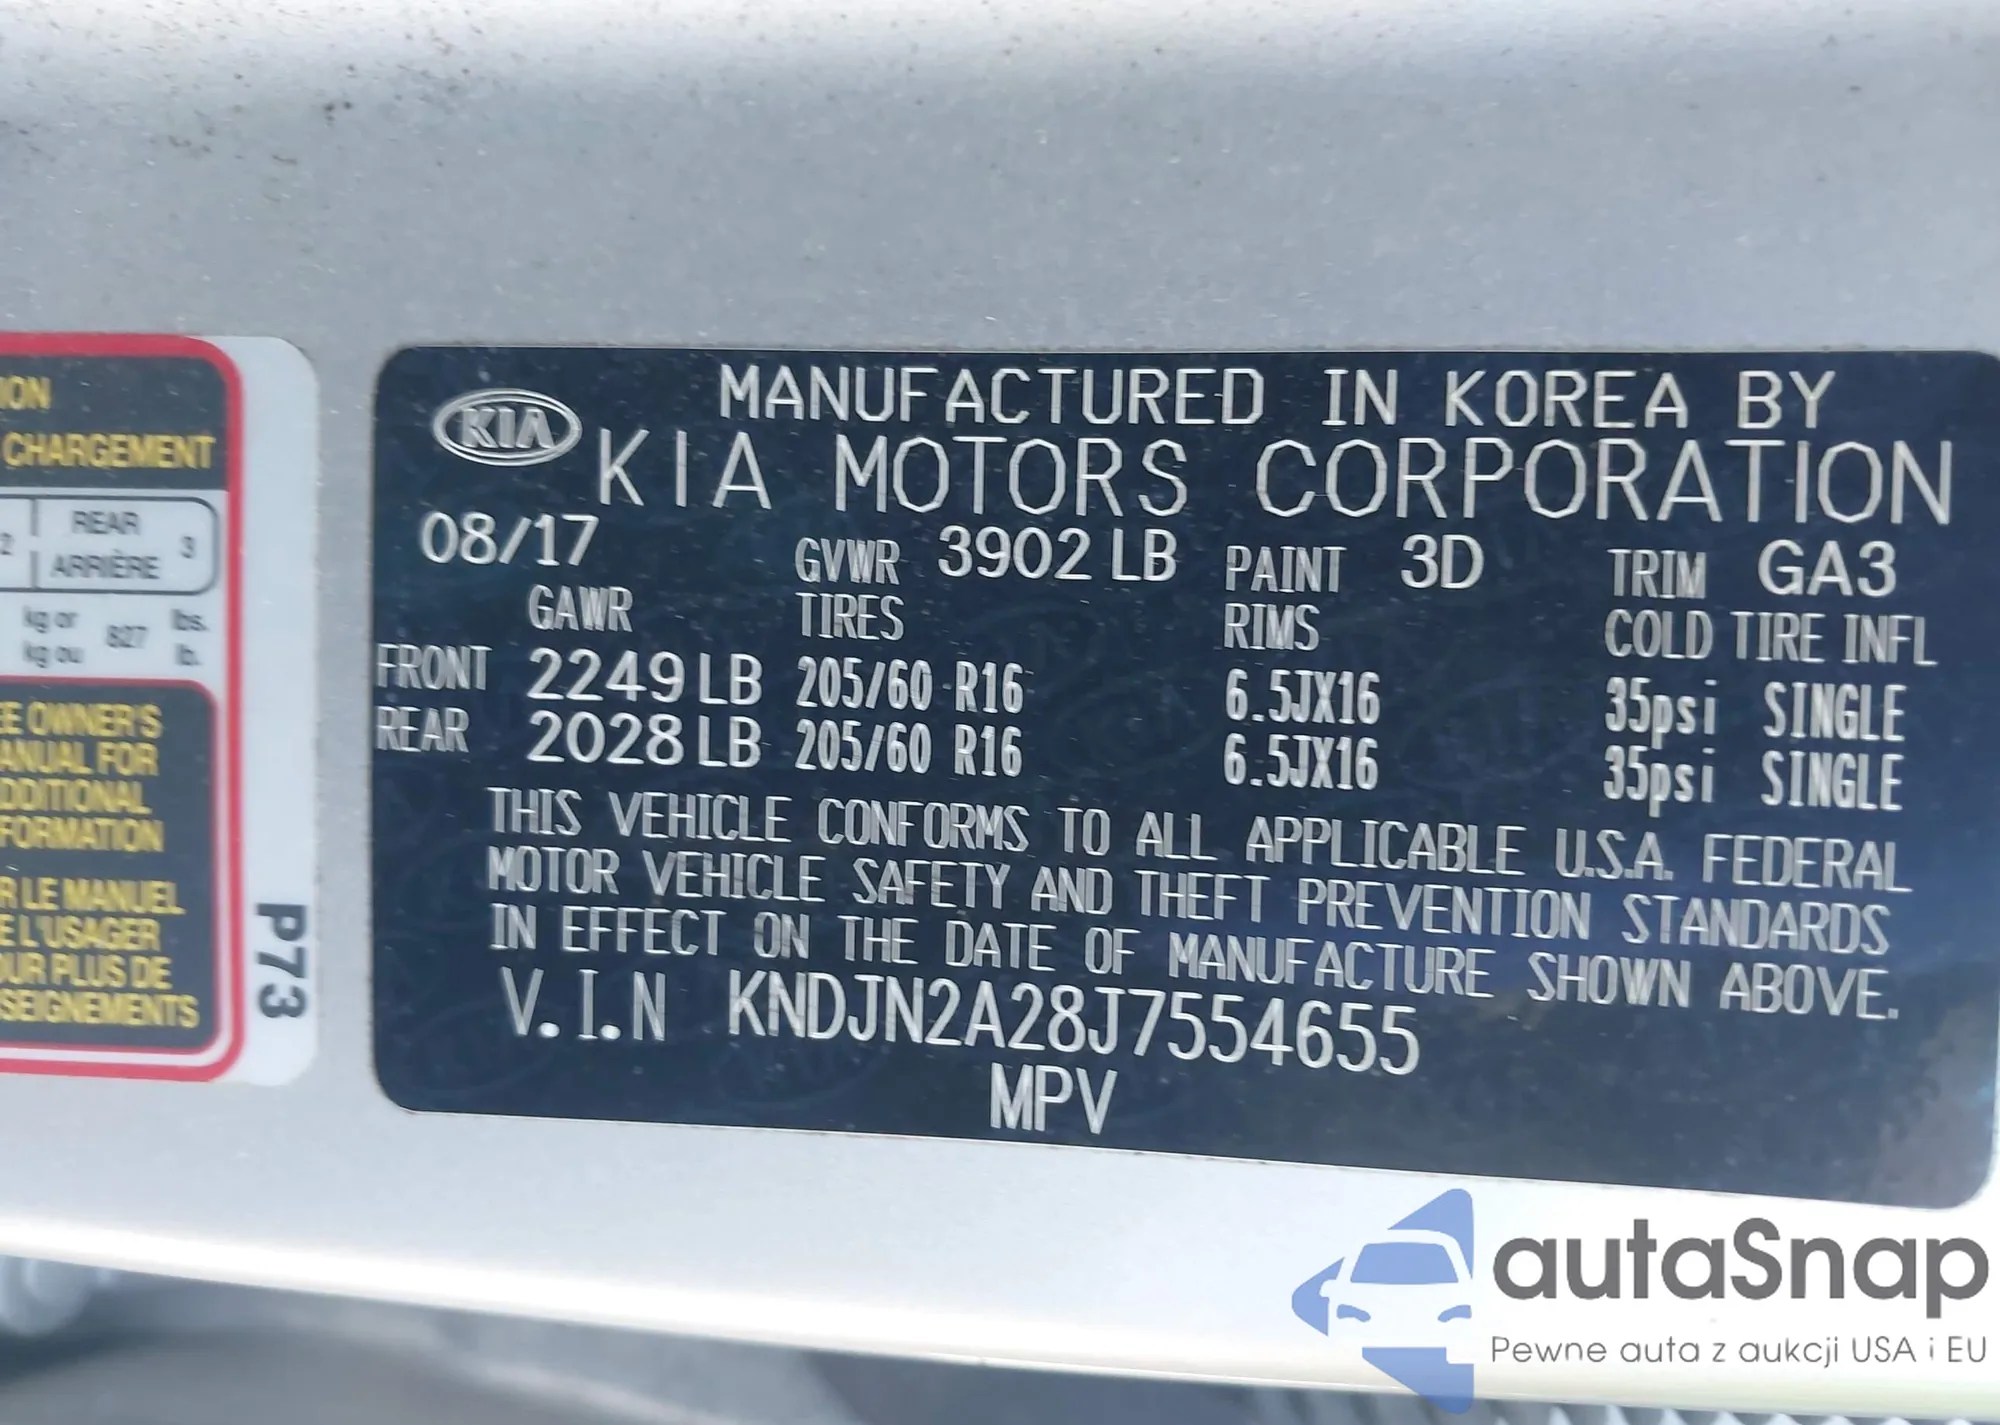 ION
CHARGEMENT
2 REAR ARRIÈRE 3
kg or 827 lbs.
kg ou lb.
EE OWNER'S
ANUAL FOR
DDITIONAL
FORMATION
R LE MANUEL
E L'USAGER
OUR PLUS DE
SEIGNEMENTS
P73
KIA
MANUFACTURED IN KOREA BY
KIA MOTORS CORPORATION
08/17 GVWR 3902 LB PAINT 3D TRIM GA3
GAWR TIRES RIMS COLD TIRE INFL
FRONT 2249 LB 205/60 R16 6.5JX16 35psi SINGLE
REAR 2028 LB 205/60 R16 6.5JX16 35psi SINGLE
THIS VEHICLE CONFORMS TO ALL APPLICABLE U.S.A. FEDERAL
MOTOR VEHICLE SAFETY AND THEFT PREVENTION STANDARDS
IN EFFECT ON THE DATE OF MANUFACTURE SHOWN ABOVE.
V.I.N KNDJN2A28J7554655
MPV
autaSnap
Pewne auta z aukcji USA i EU